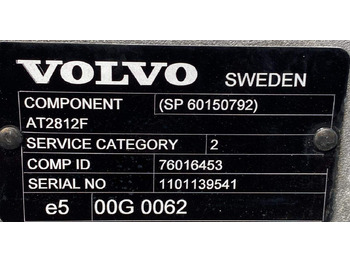 VOLVO SWEDEN
COMPONENT (SP 60150792)
AT2812F
SERVICE CATEGORY 2
COMP ID 76016453
SERIAL NO 1101139541
e5 00G 0062